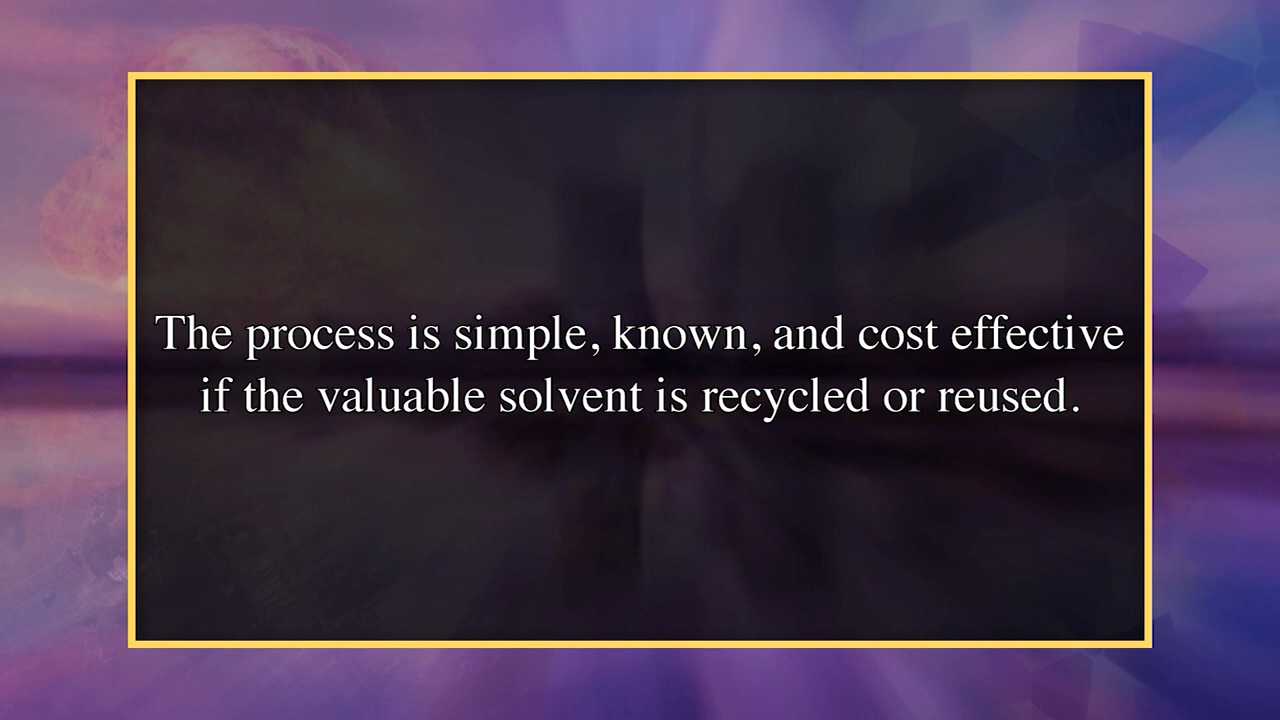 The process is simple, known, and cost effective
if the valuable solvent is recycled or reused.